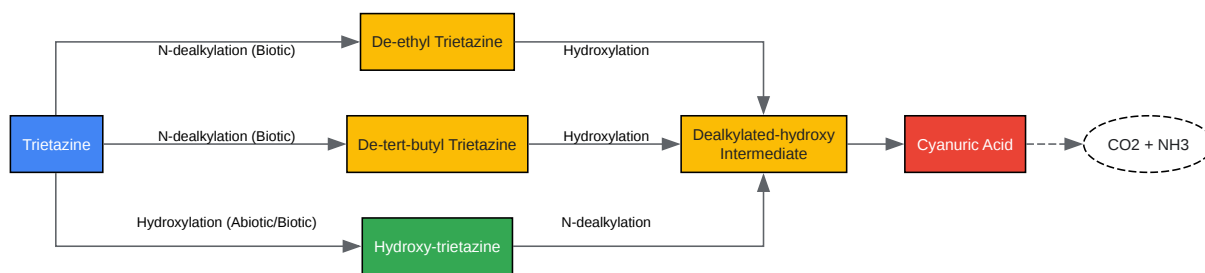 N-dealkylation (Biotic)
De-ethyl Trietazine
Hydroxylation
Trietazine
N-dealkylation (Biotic)
De-tert-butyl Trietazine
Hydroxylation
Dealkylated-hydroxy
Intermediate
Cyanuric Acid
CO2 + NH3
Hydroxylation (Abiotic/Biotic)
Hydroxy-trietazine
N-dealkylation